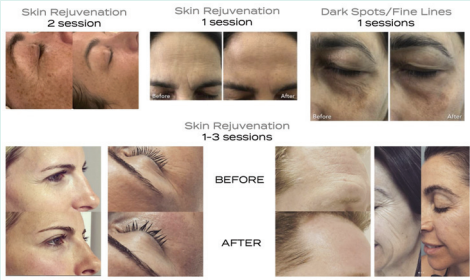 Skin Rejuvenation
2 session
Skin Rejuvenation
1 session
Dark Spots/Fine Lines
1 sessions
Before
After
Before
After
Skin Rejuvenation
1-3 sessions
BEFORE
AFTER